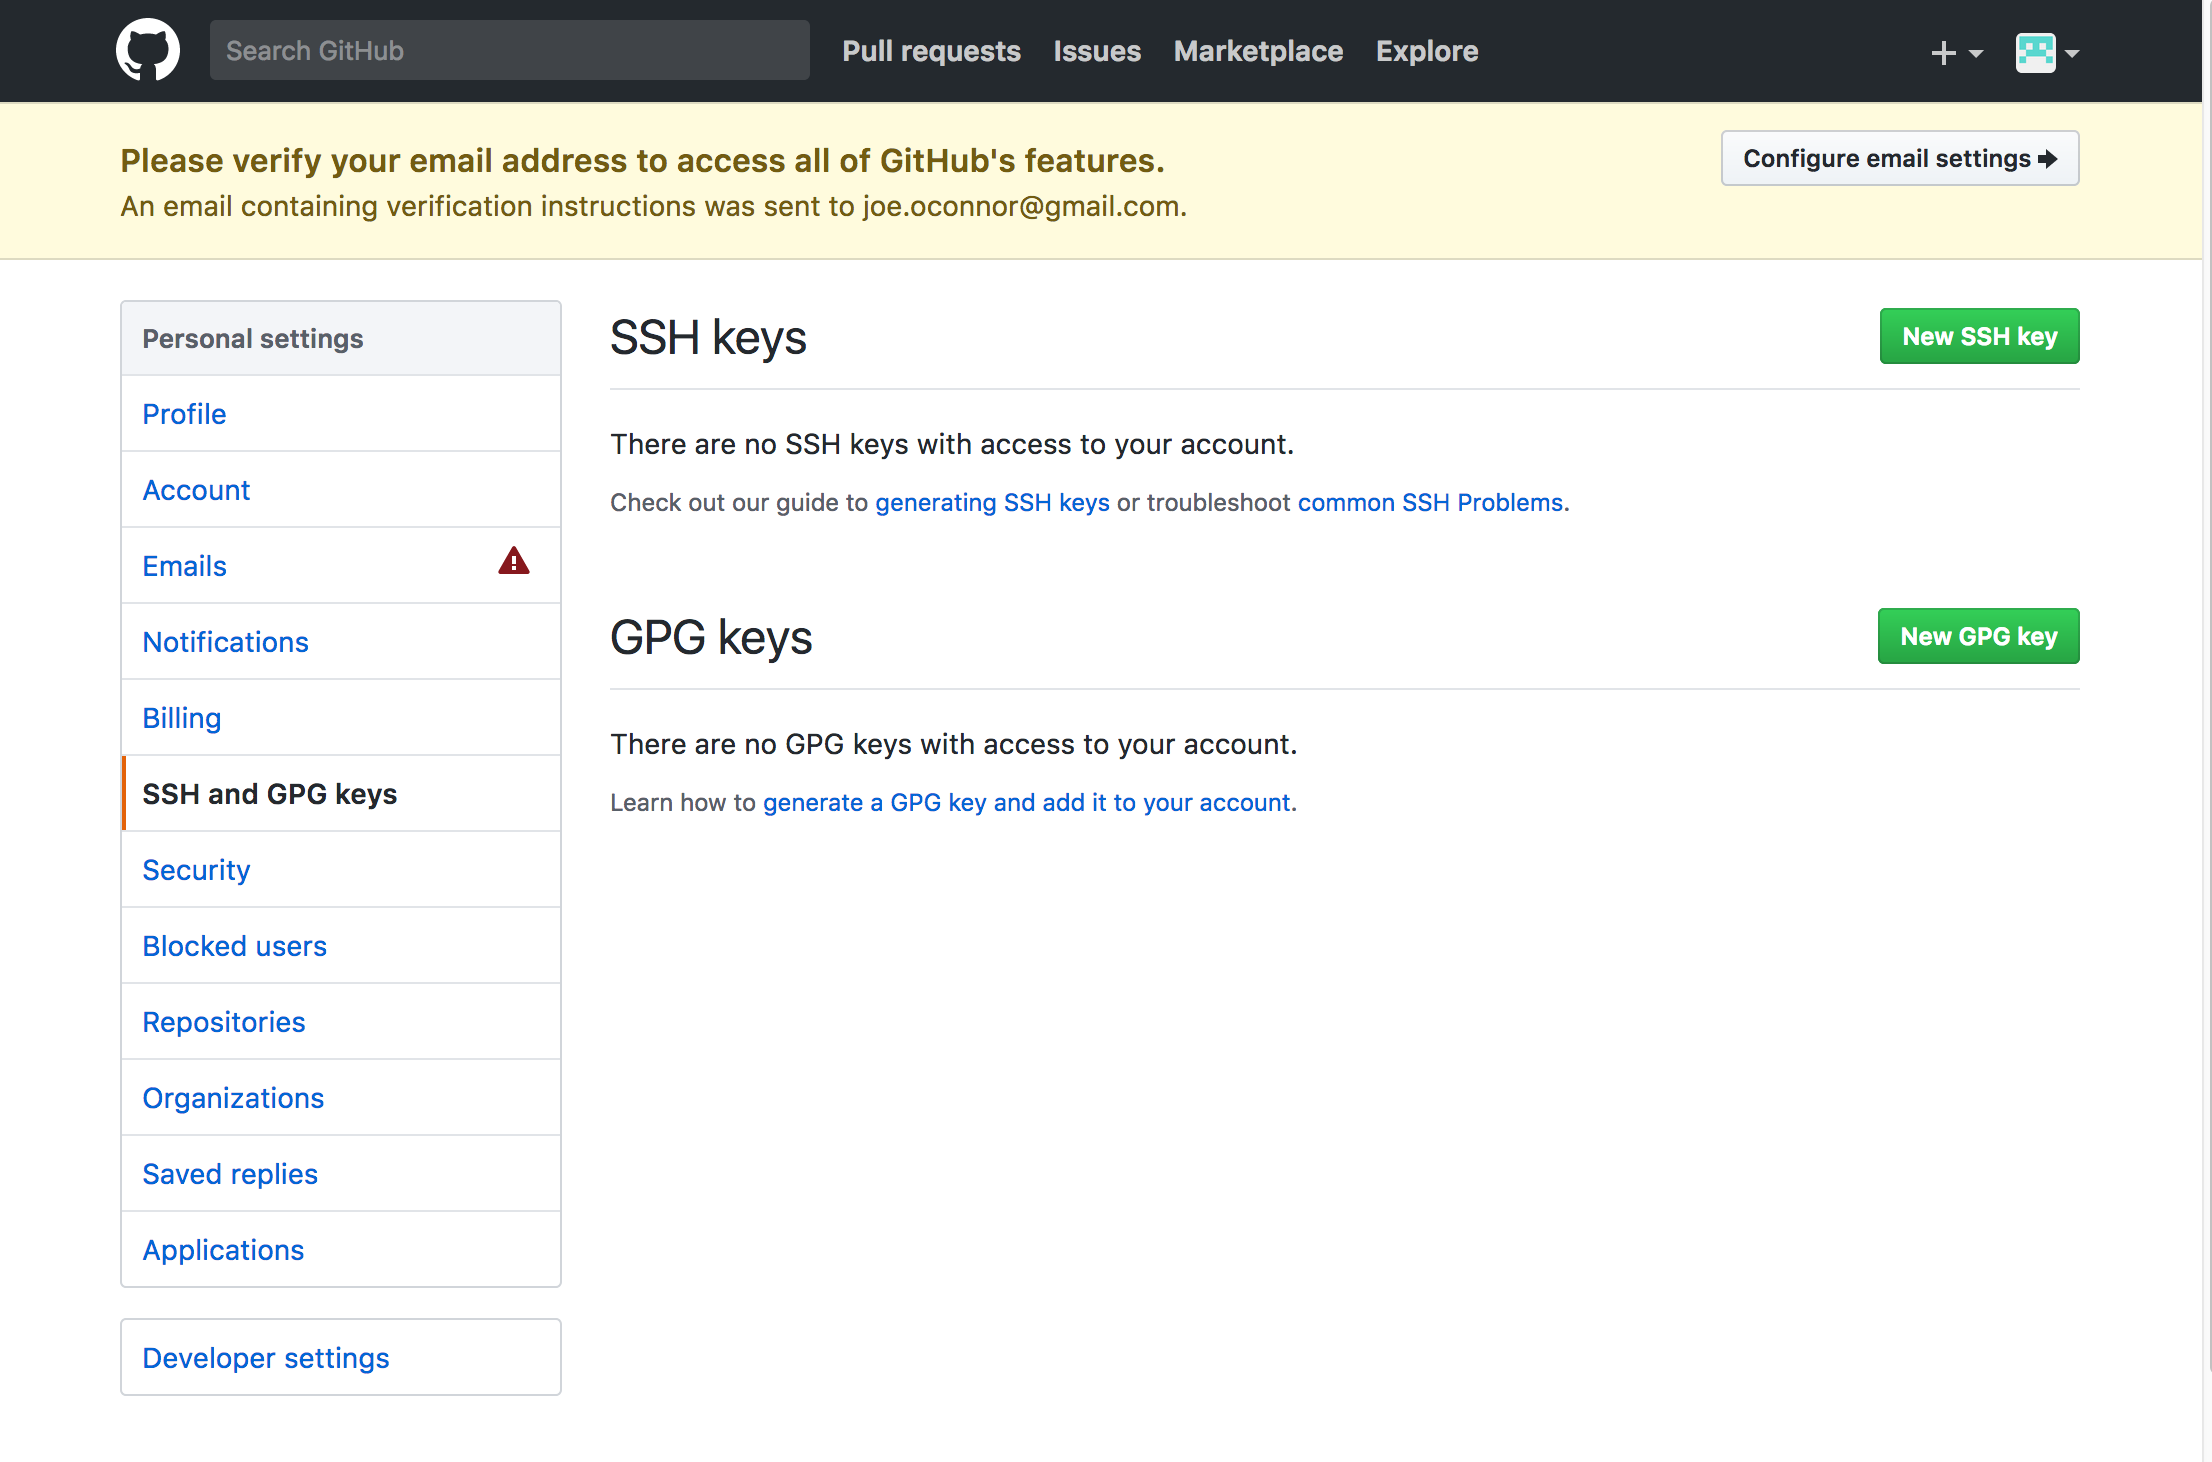 Search GitHub Pull requests Issues Marketplace Explore
Please verify your email address to access all of GitHub's features.
Configure email settings
An email containing verification instructions was sent to joe.oconnor@gmail.com.
Personal settings
Profile
Account
Emails
Notifications
Billing
SSH and GPG keys
Security
Blocked users
Repositories
Organizations
Saved replies
Applications
Developer settings
SSH keys
New SSH key
There are no SSH keys with access to your account.
Check out our guide to generating SSH keys or troubleshoot common SSH Problems.
GPG keys
New GPG key
There are no GPG keys with access to your account.
Learn how to generate a GPG key and add it to your account.